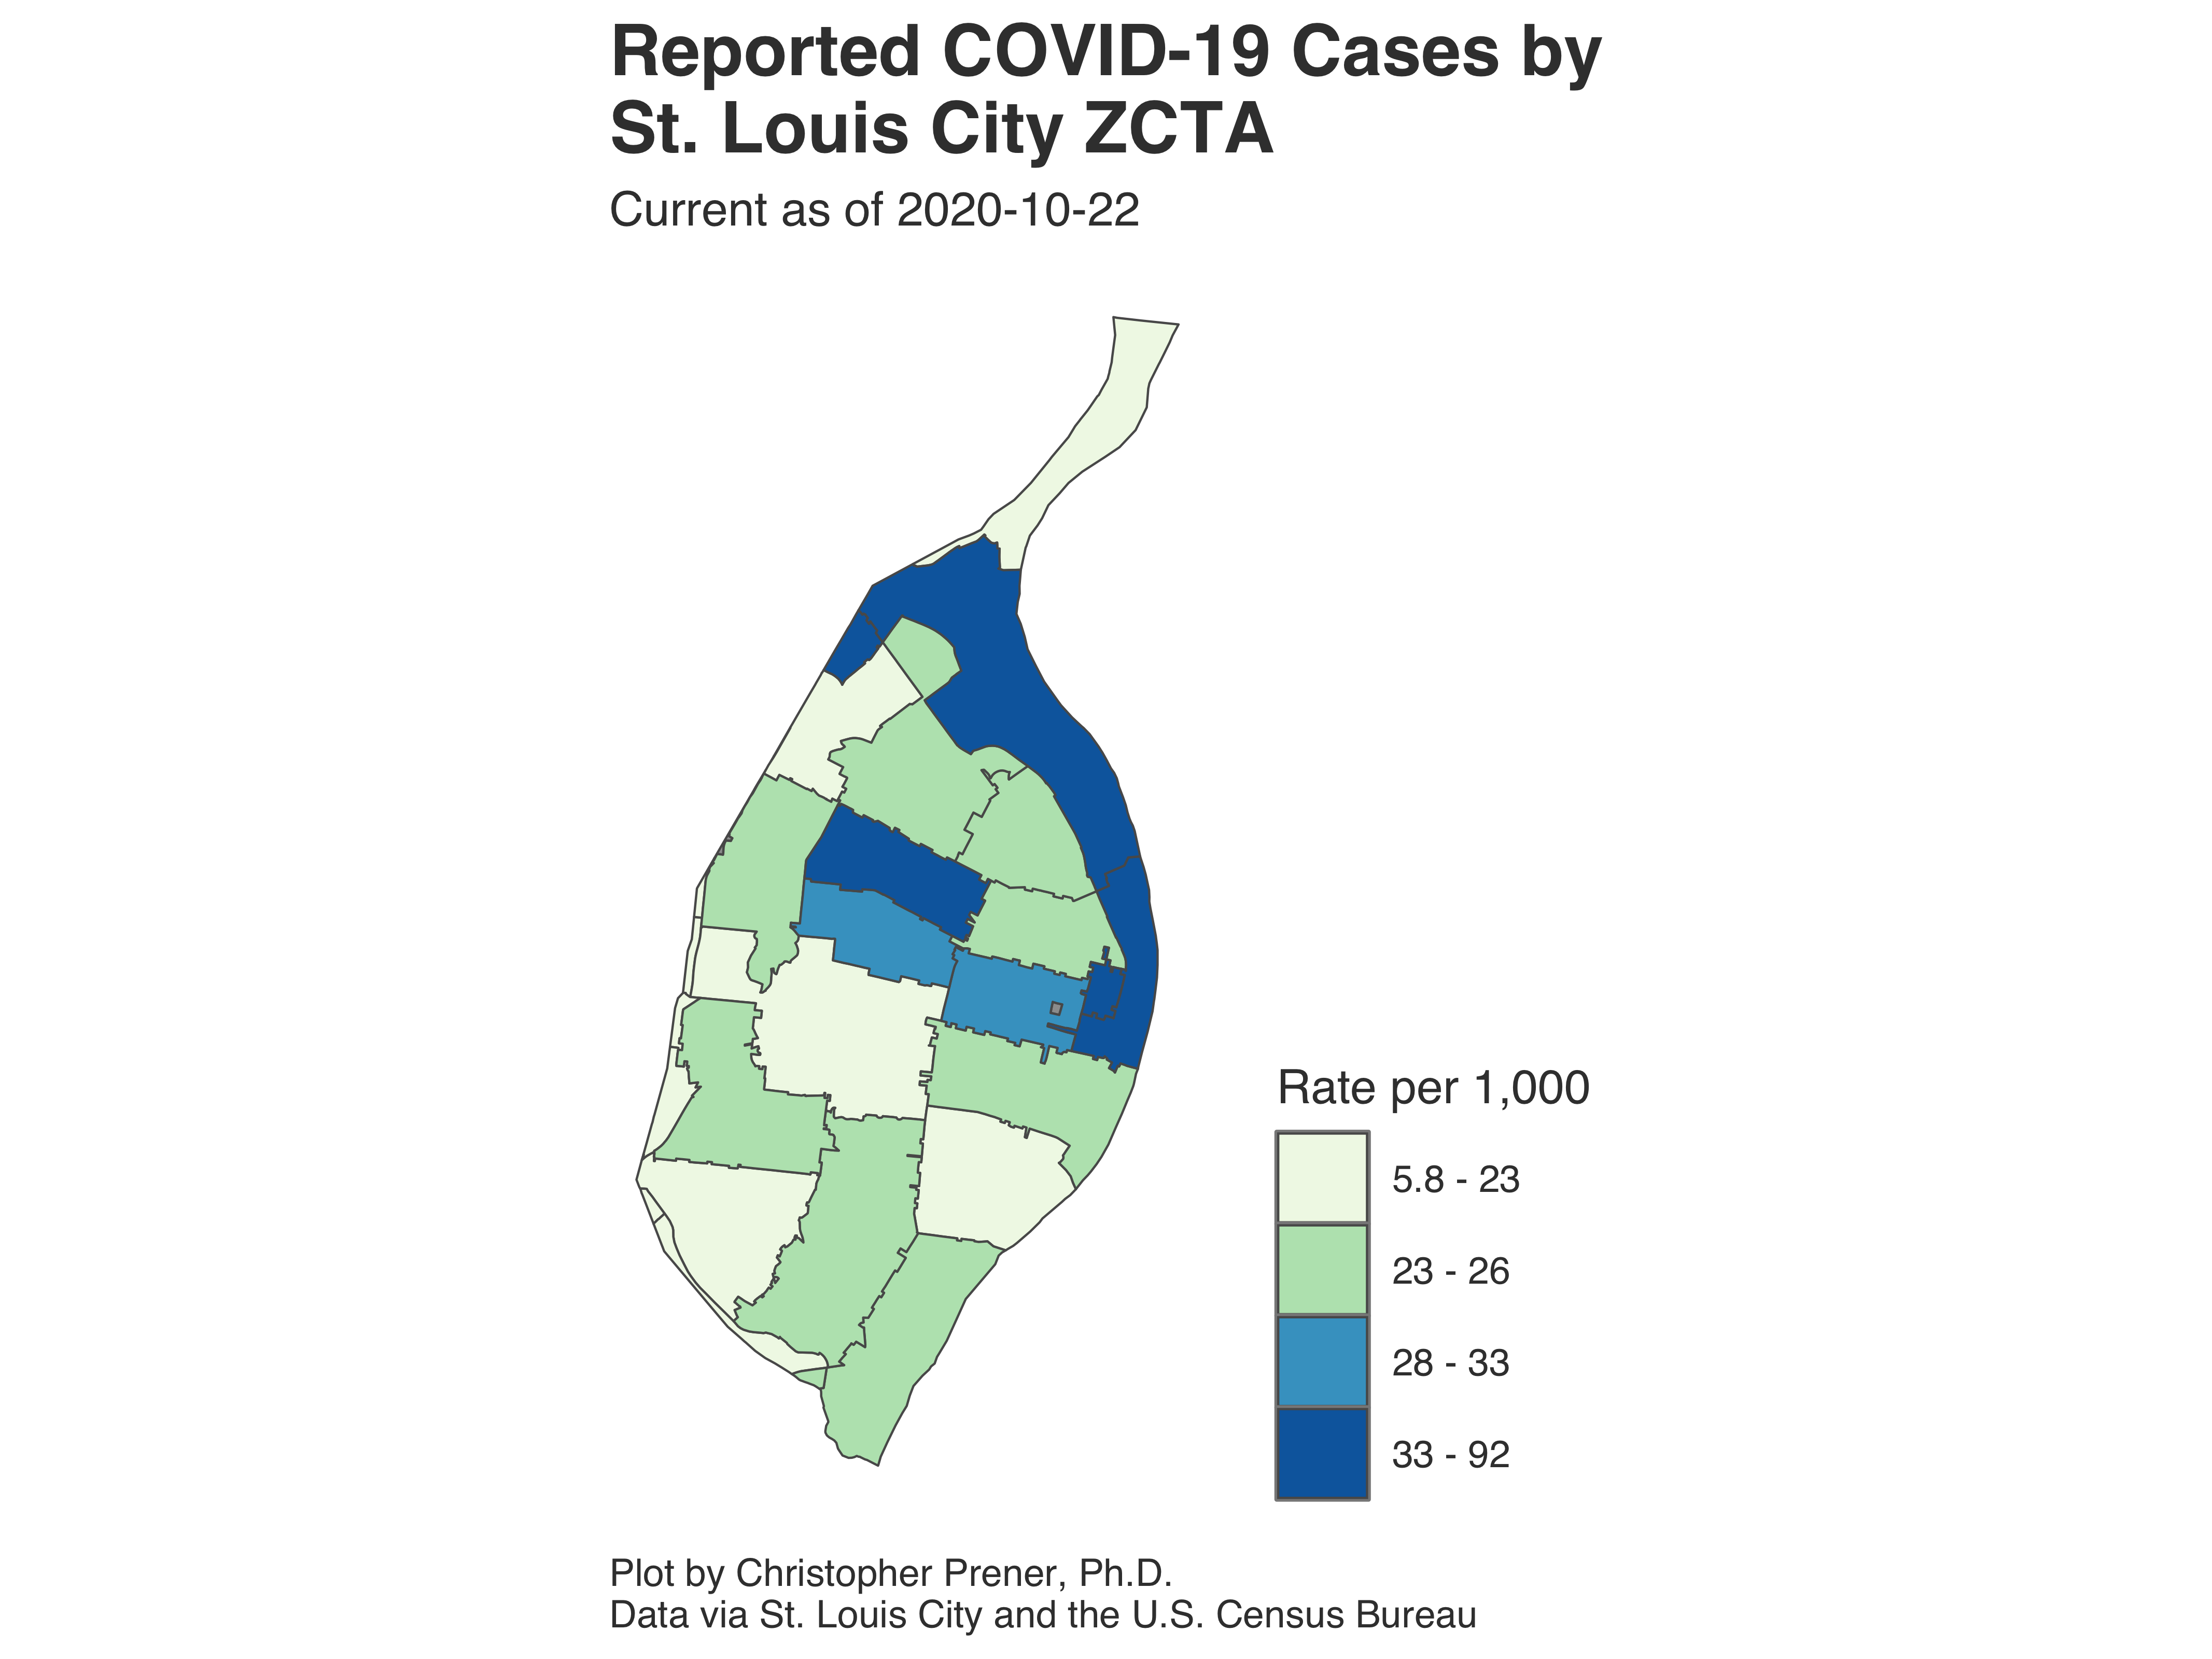 Reported COVID-19 Cases by
St. Louis City ZCTA
Current as of 2020-10-22
Rate per 1,000
5.8 - 23
23 - 26
28 - 33
33 - 92
Plot by Christopher Prener, Ph.D.
Data via St. Louis City and the U.S. Census Bureau